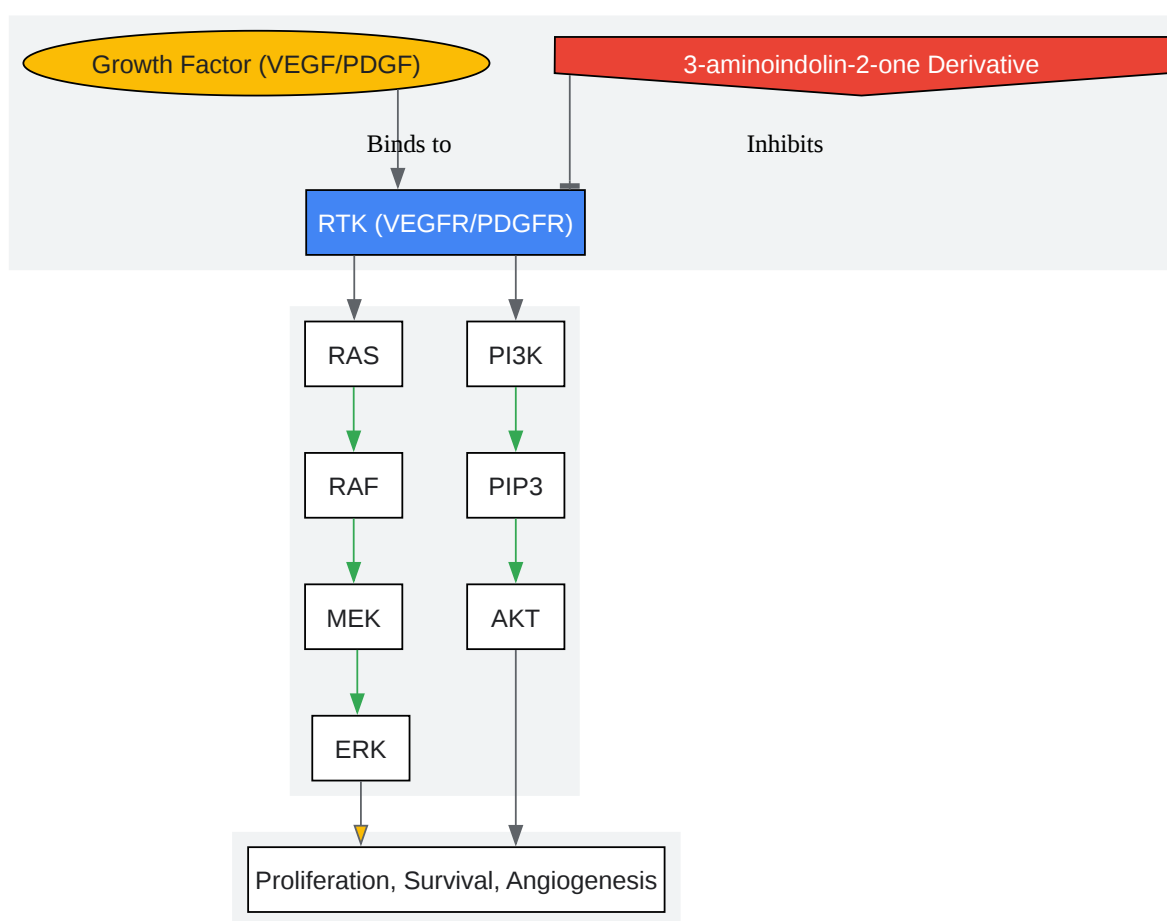 Growth Factor (VEGF/PDGF)
3-aminoindolin-2-one Derivative
Binds to
Inhibits
RTK (VEGFR/PDGFR)
RAS
PI3K
RAF
PIP3
MEK
AKT
ERK
Proliferation, Survival, Angiogenesis